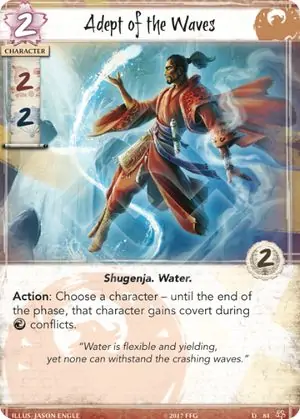 2
Adept of the Waves
CHARACTER
2
2
2
Shugenja. Water.
Action: Choose a character – until the end of
the phase, that character gains covert during
conflicts.
“Water is flexible and yielding,
yet none can withstand the crashing waves.”
ILLUS. JASON ENGLE
©2017 FFG
81